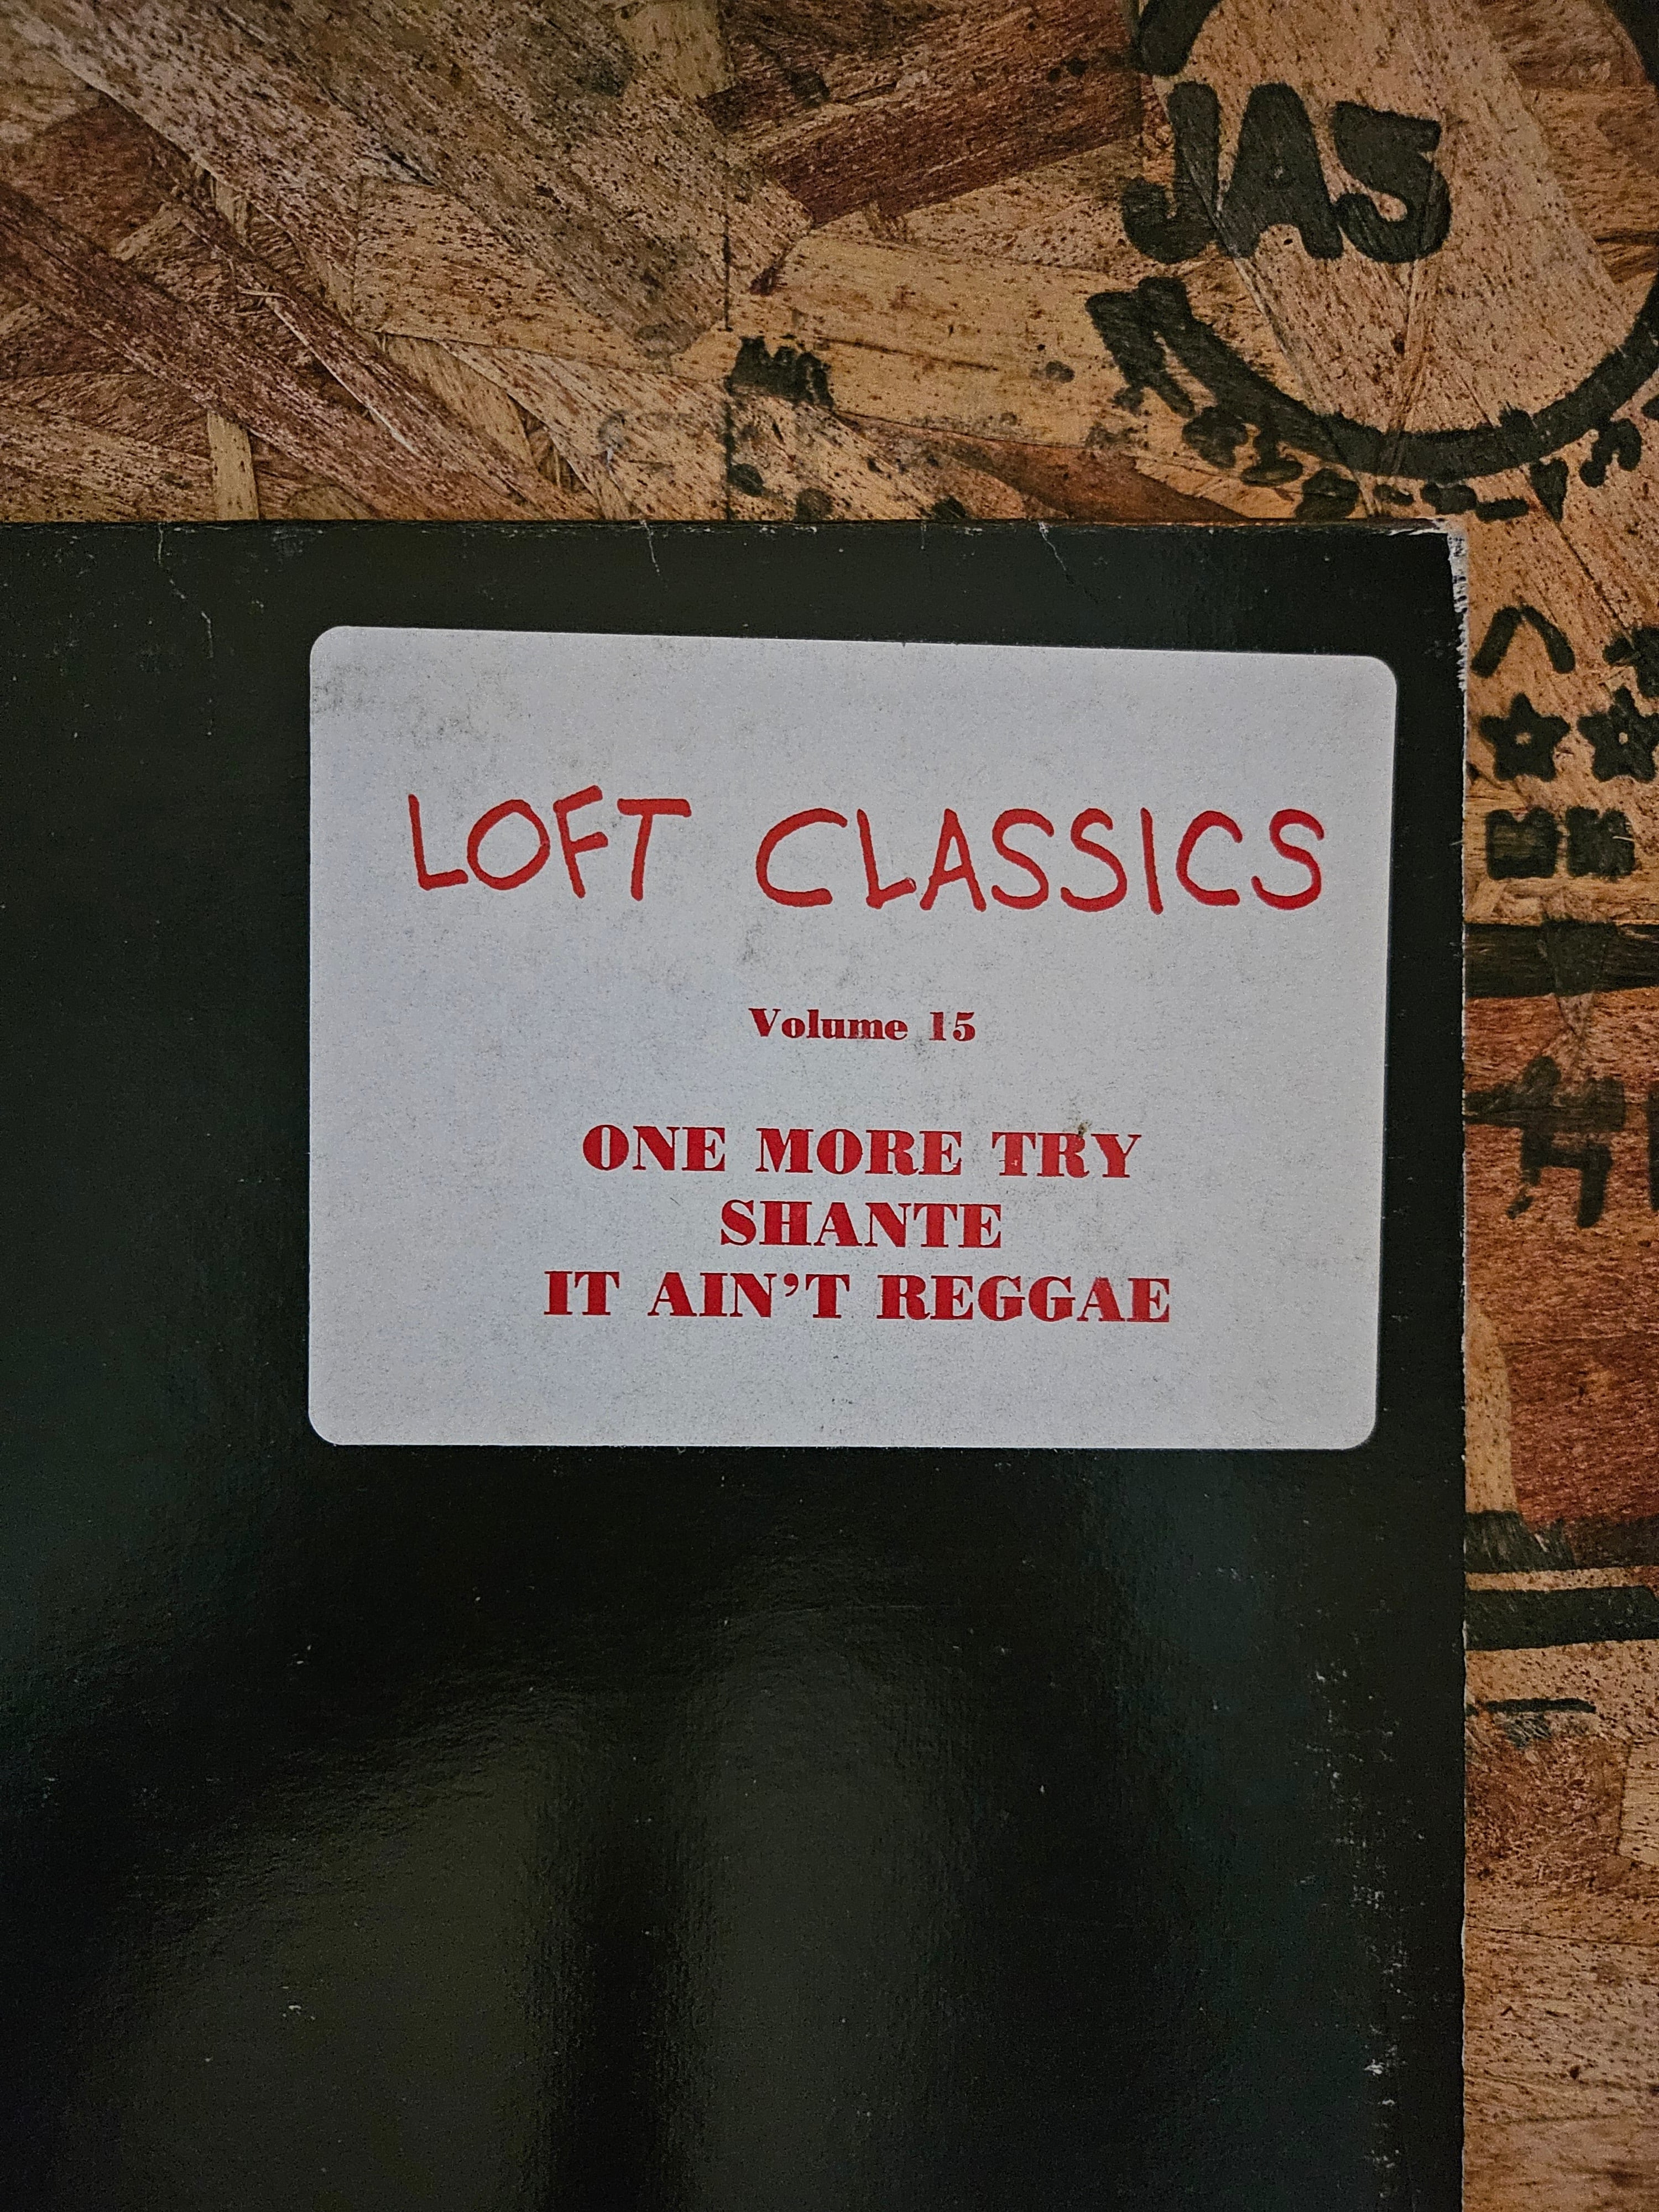 JAS
LOFT CLASSICS
Volume 15
ONE MORE TRY
SHANTE
IT AIN'T REGGAE